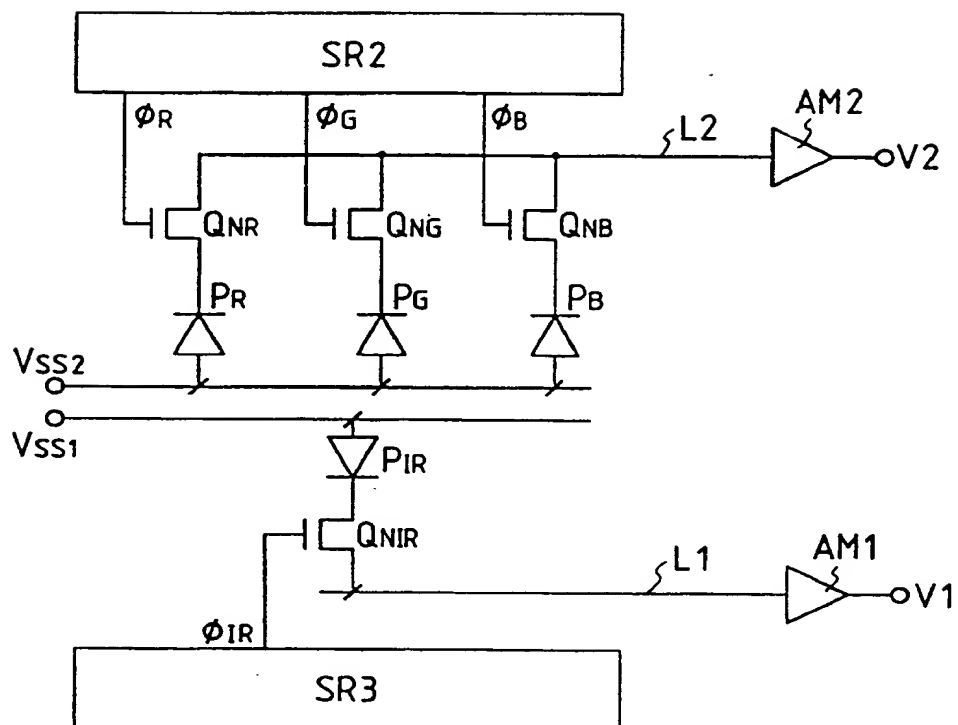 SR2
ϕR ϕG ϕB
L2
AM2
V2
QNR QNG QNB
PR PG PB
VSS2
VSS1
PIR
QNIR
L1
AM1
V1
ϕIR
SR3